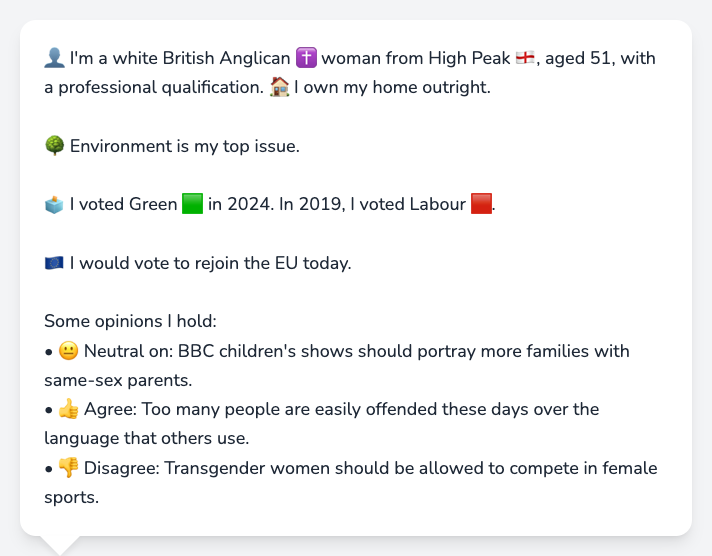 👤 I'm a white British Anglican ✝️ woman from High Peak 🏴󠁧󠁢󠁥󠁮󠁧󠁿, aged 51, with
a professional qualification. 🏠 I own my home outright.
🌳 Environment is my top issue.
🗳️ I voted Green 🟩 in 2024. In 2019, I voted Labour 🟥.
🇪🇺 I would vote to rejoin the EU today.
Some opinions I hold:
• 😐 Neutral on: BBC children's shows should portray more families with
same-sex parents.
• 👍 Agree: Too many people are easily offended these days over the
language that others use.
• 👎 Disagree: Transgender women should be allowed to compete in female
sports.